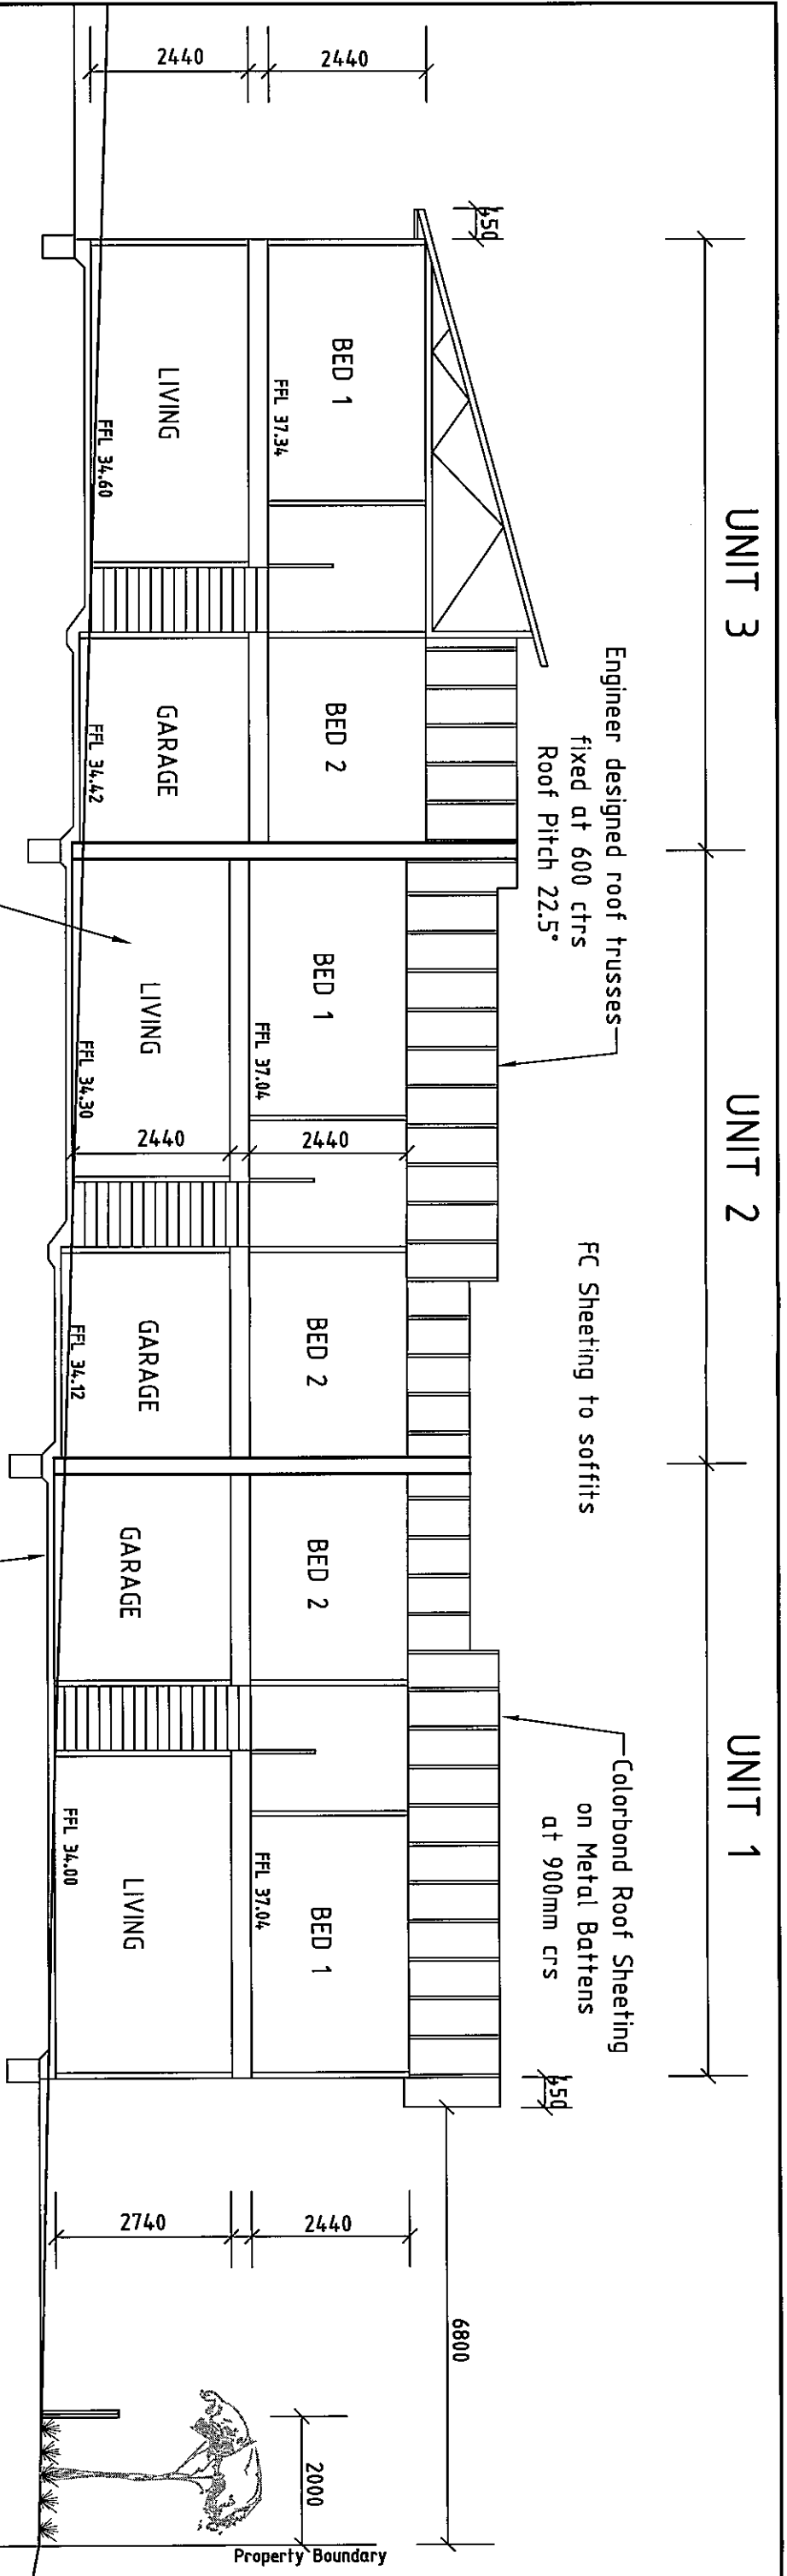 UNIT 3
UNIT 2
UNIT 1
Engineer designed roof trusses
fixed at 600 ctrs
Roof Pitch 22.5°
FC Sheeting to soffits
Colorbond Roof Sheeting
on Metal Battens
at 900mm crs
450
450
2440
2440
BED 1
FFL 37.34
LIVING
FFL 34.60
BED 2
GARAGE
FFL 34.42
BED 1
FFL 37.04
LIVING
FFL 34.30
2440
2440
BED 2
GARAGE
FFL 34.12
BED 2
GARAGE
BED 1
FFL 37.04
LIVING
FFL 34.00
2440
2740
6800
2000
Property Boundary